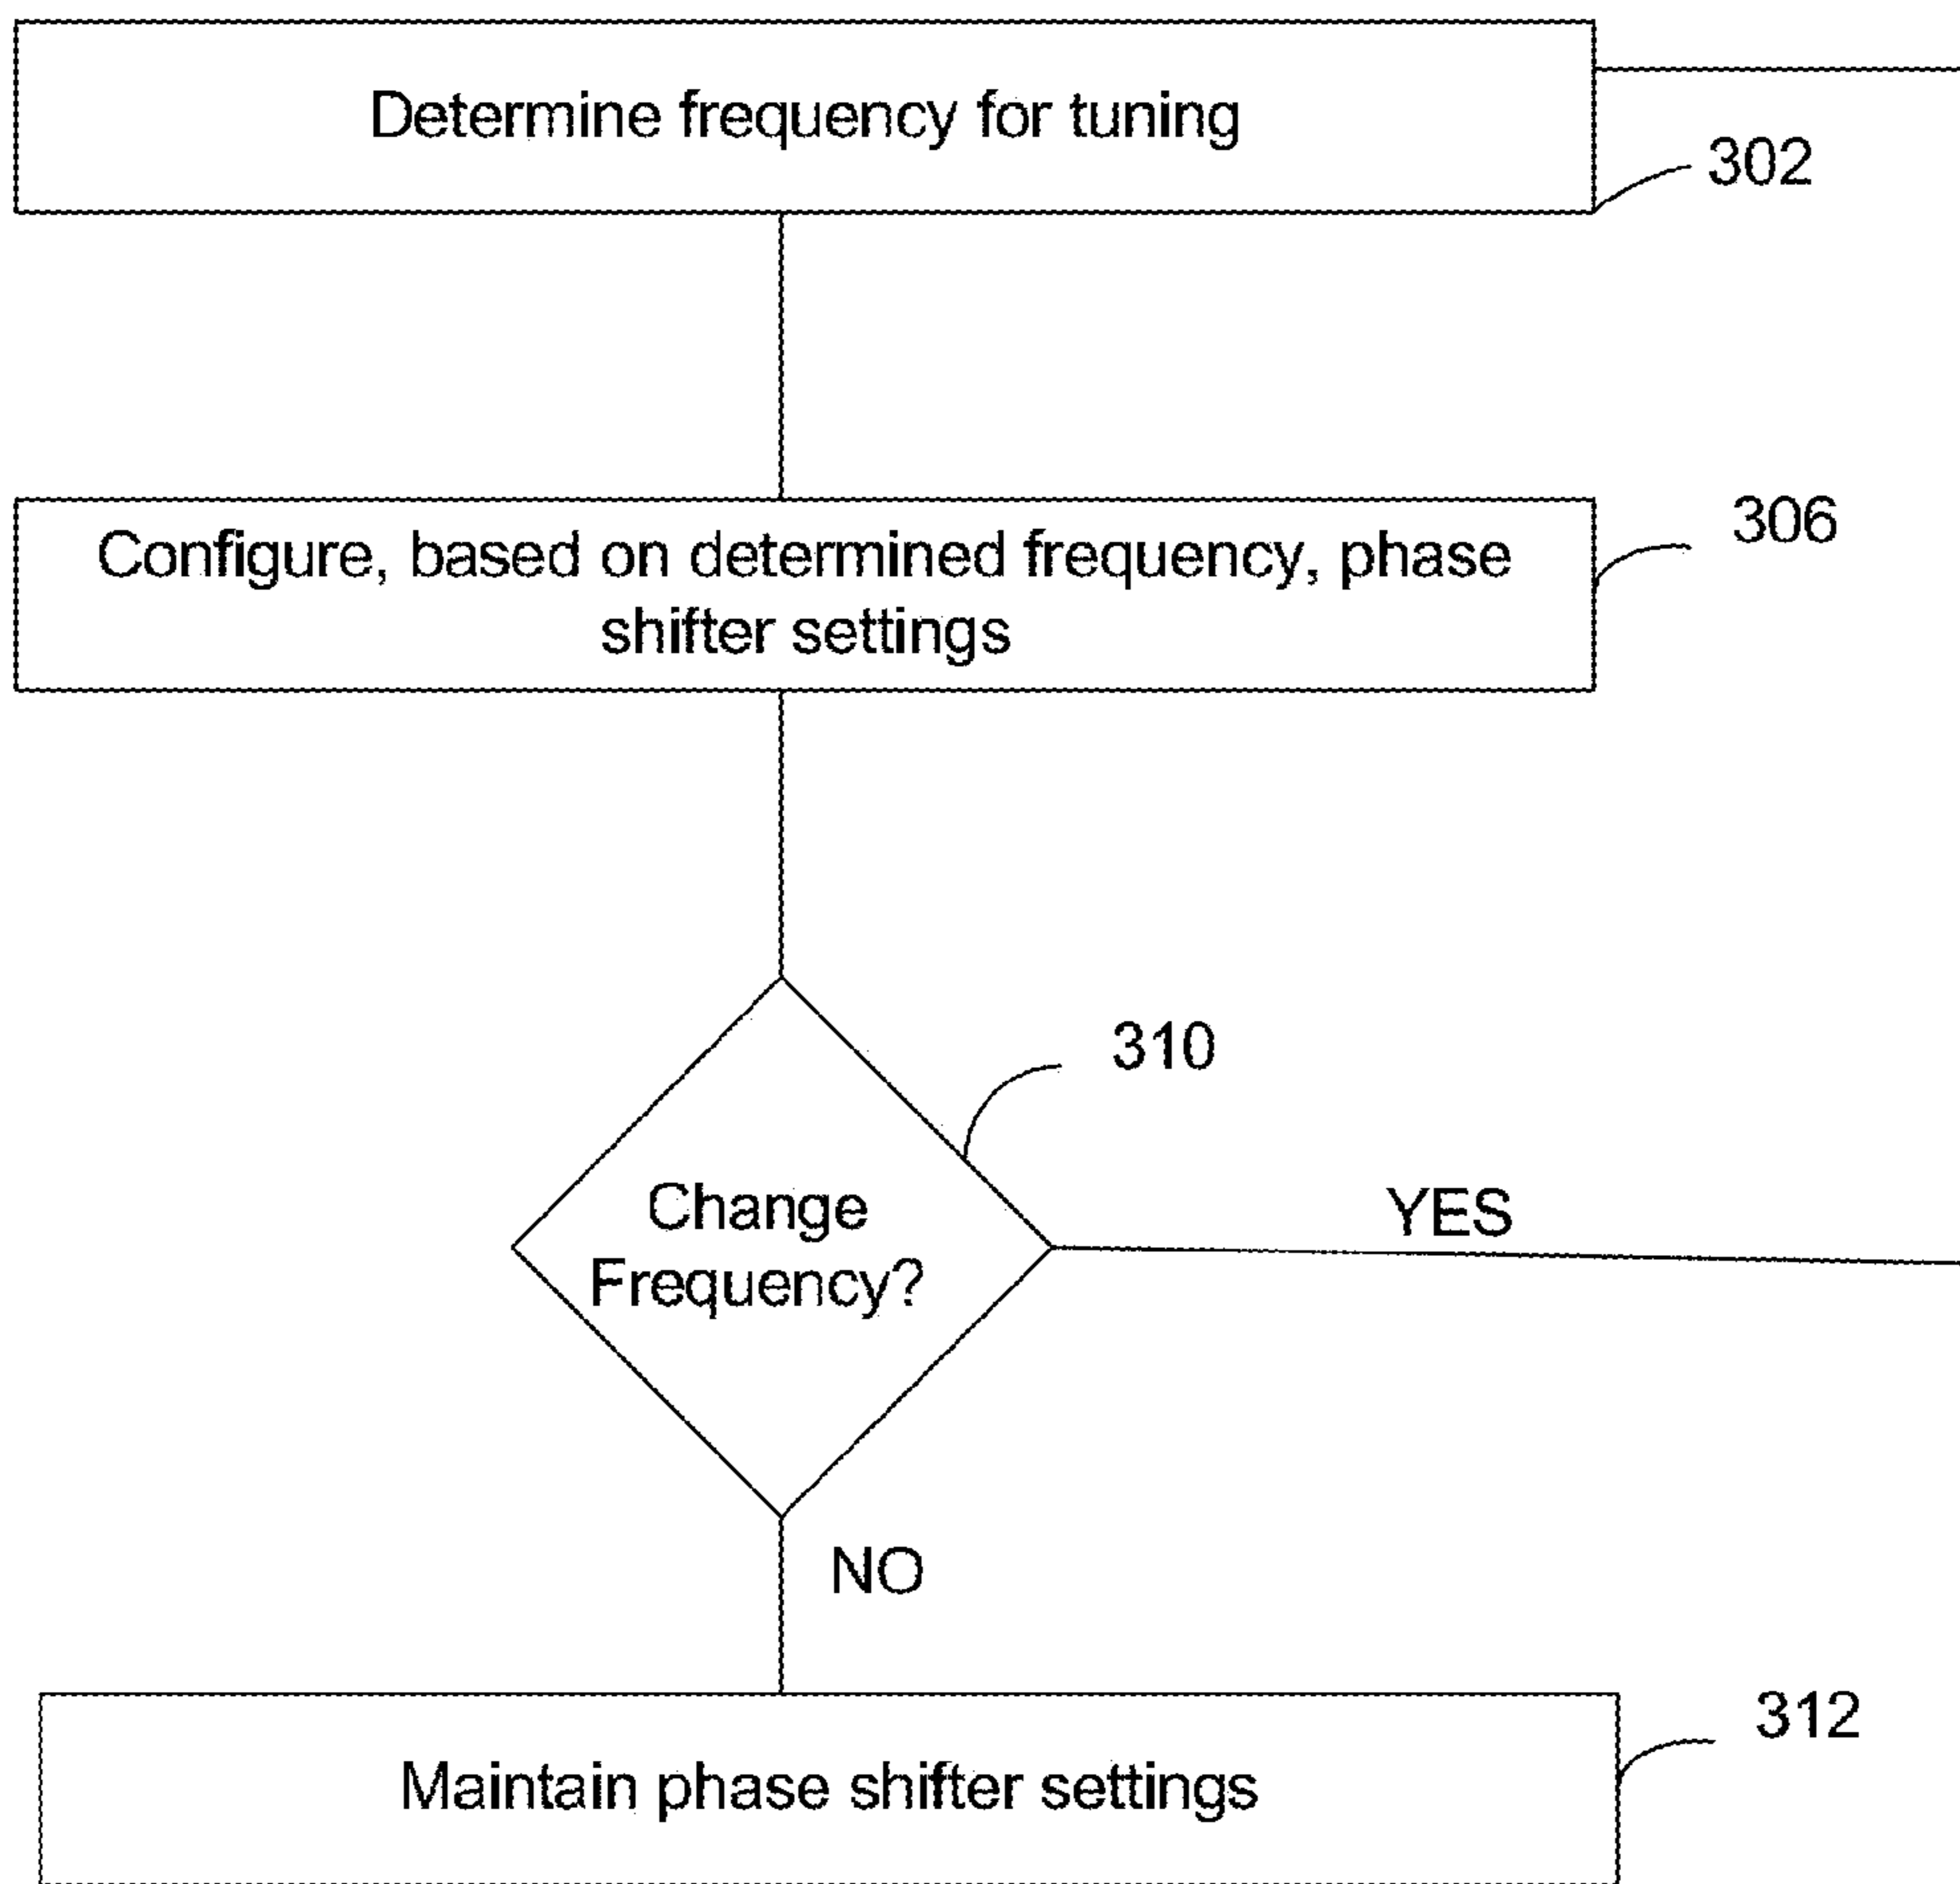 Determine frequency for tuning
302
Configure, based on determined frequency, phase
shifter settings
306
310
Change
Frequency?
YES
NO
Maintain phase shifter settings
312